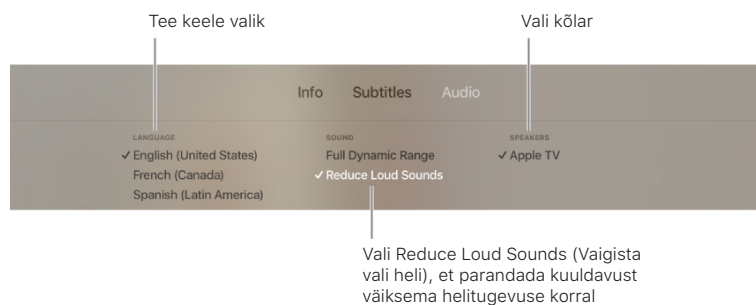 Tee keele valik
Vali kõlar
Info Subtitles Audio
LANGUAGE SOUND SPEAKERS
✓ English (United States) Full Dynamic Range ✓ Apple TV
French (Canada) ✓ Reduce Loud Sounds
Spanish (Latin America)
Vali Reduce Loud Sounds (Vaigista
vali heli), et parandada kuuldavust
väiksema helitugevuse korral